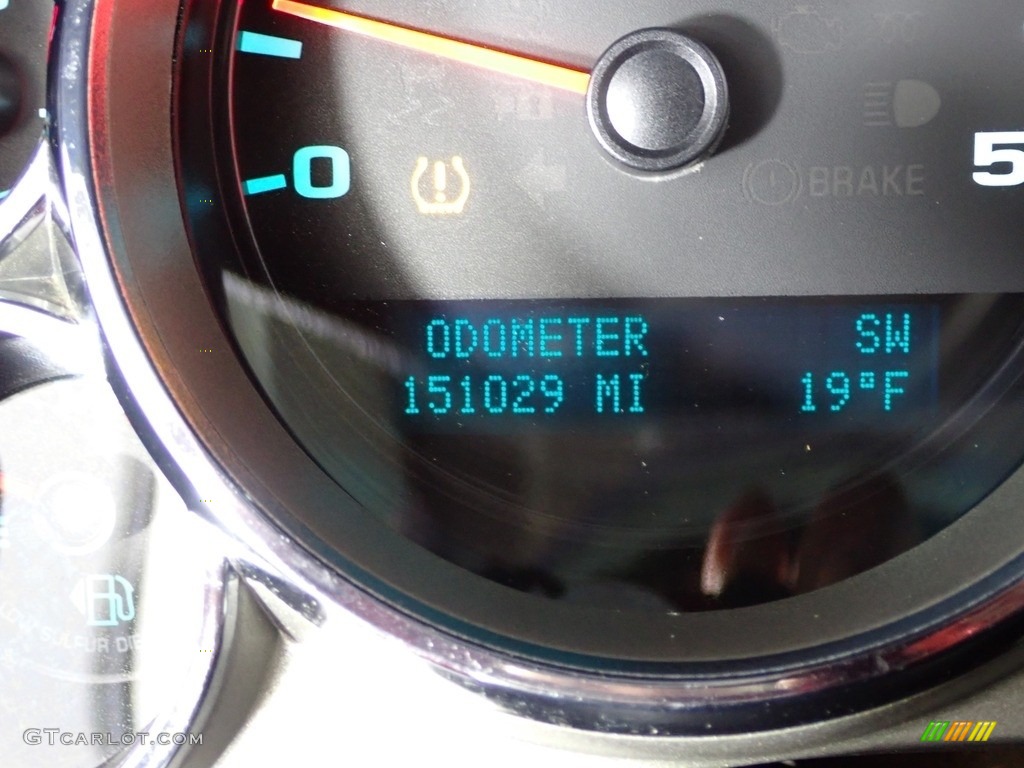 0
5
BRAKE
ODOMETER SW
151029 MI 19°F
GTCARLOT.COM